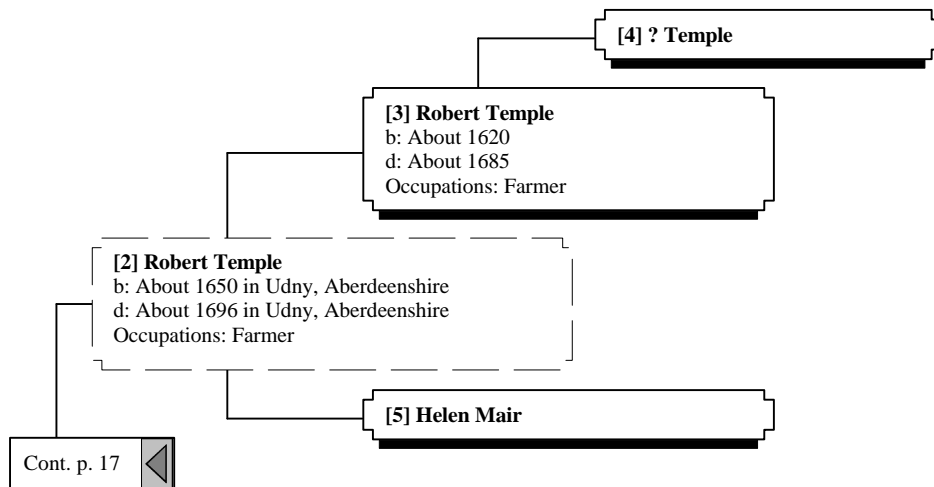 [4] ? Temple
[3] Robert Temple
b: About 1620
d: About 1685
Occupations: Farmer
[2] Robert Temple
b: About 1650 in Udny, Aberdeenshire
d: About 1696 in Udny, Aberdeenshire
Occupations: Farmer
[5] Helen Mair
Cont. p. 17